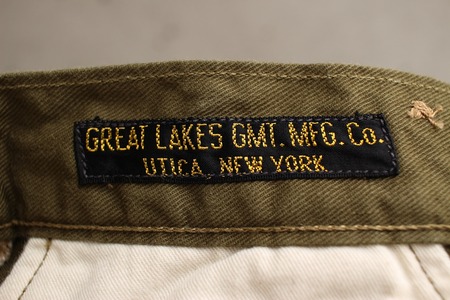 GREAT LAKES GMT. MFG. Co.
UTICA, NEW YORK